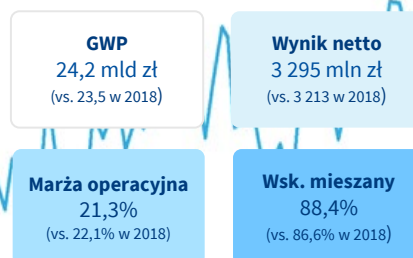 GWP
24,2 mld zł
(vs. 23,5 w 2018)
Wynik netto
3 295 mln zł
(vs. 3 213 w 2018)
Marża operacyjna
21,3%
(vs. 22,1% w 2018)
Wsk. mieszany
88,4%
(vs. 86,6% w 2018)